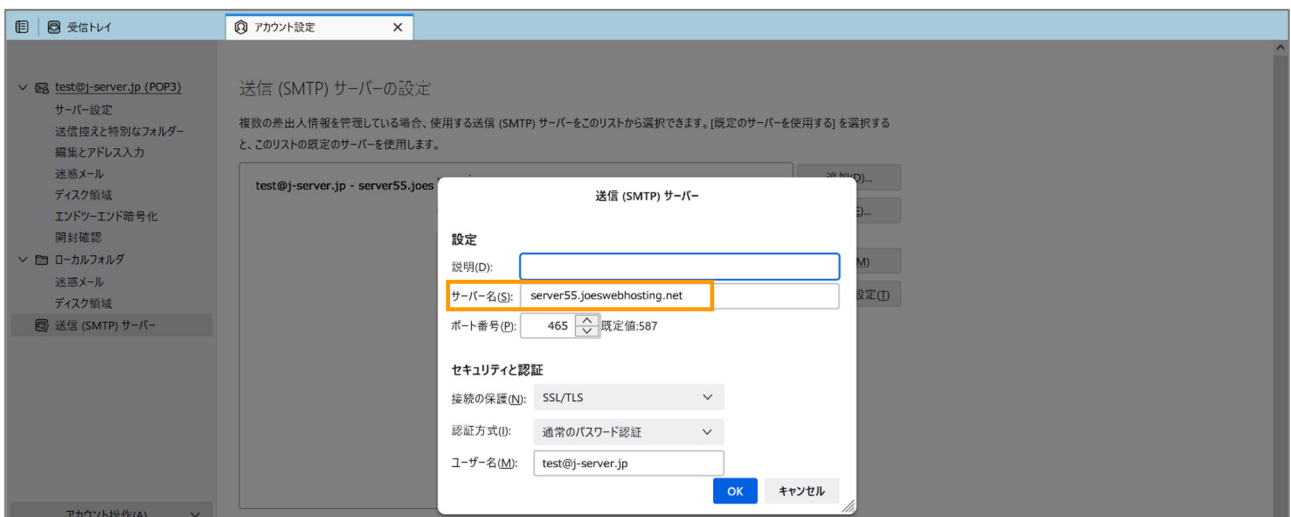 受信トレイ
アカウント設定
test@j-server.jp (POP3)
サーバー設定
送信控えと特別なフォルダー
編集とアドレス入力
迷惑メール
ディスク領域
エンドツーエンド暗号化
開封確認
ローカルフォルダ
迷惑メール
ディスク領域
送信 (SMTP) サーバー
アカウント操作(A)
送信 (SMTP) サーバーの設定
複数の差出人情報を管理している場合、使用する送信 (SMTP) サーバーをこのリストから選択できます。[既定のサーバーを使用する] を選択する
と、このリストの既定のサーバーを使用します。
test@j-server.jp - server55.joes
追加(D)...
設定(T)
送信 (SMTP) サーバー
設定
説明(D):
サーバー名(S): server55.joeswebhosting.net
ポート番号(P): 465 既定値:587
セキュリティと認証
接続の保護(N): SSL/TLS
認証方式(I): 通常のパスワード認証
ユーザー名(M): test@j-server.jp
OK キャンセル